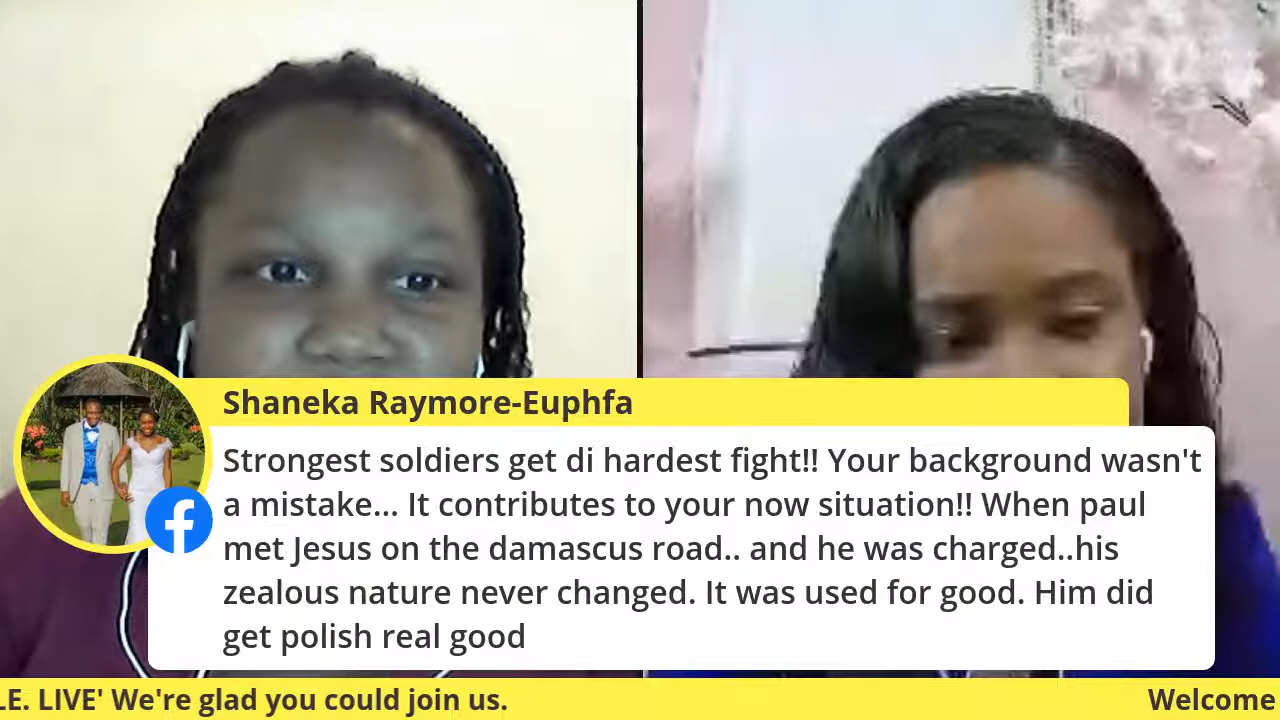 Shaneka Raymore-Euphfa
Strongest soldiers get di hardest fight!! Your background wasn't
a mistake... It contributes to your now situation!! When paul
met Jesus on the damascus road.. and he was charged..his
zealous nature never changed. It was used for good. Him did
get polish real good
LE. LIVE' We're glad you could join us.
Welcome